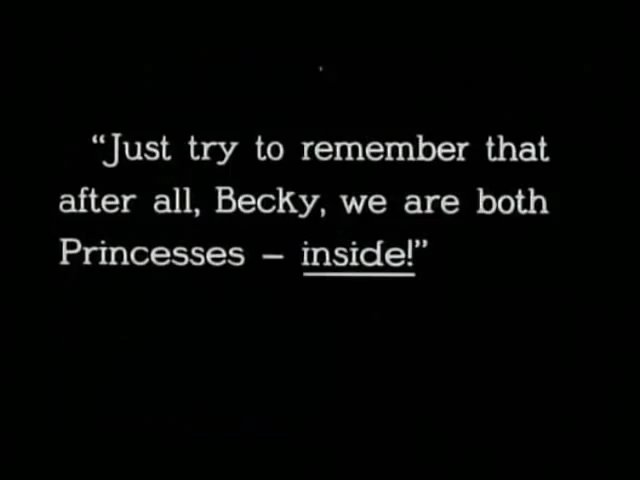 “Just try to remember that
after all, Becky, we are both
Princesses – inside!”